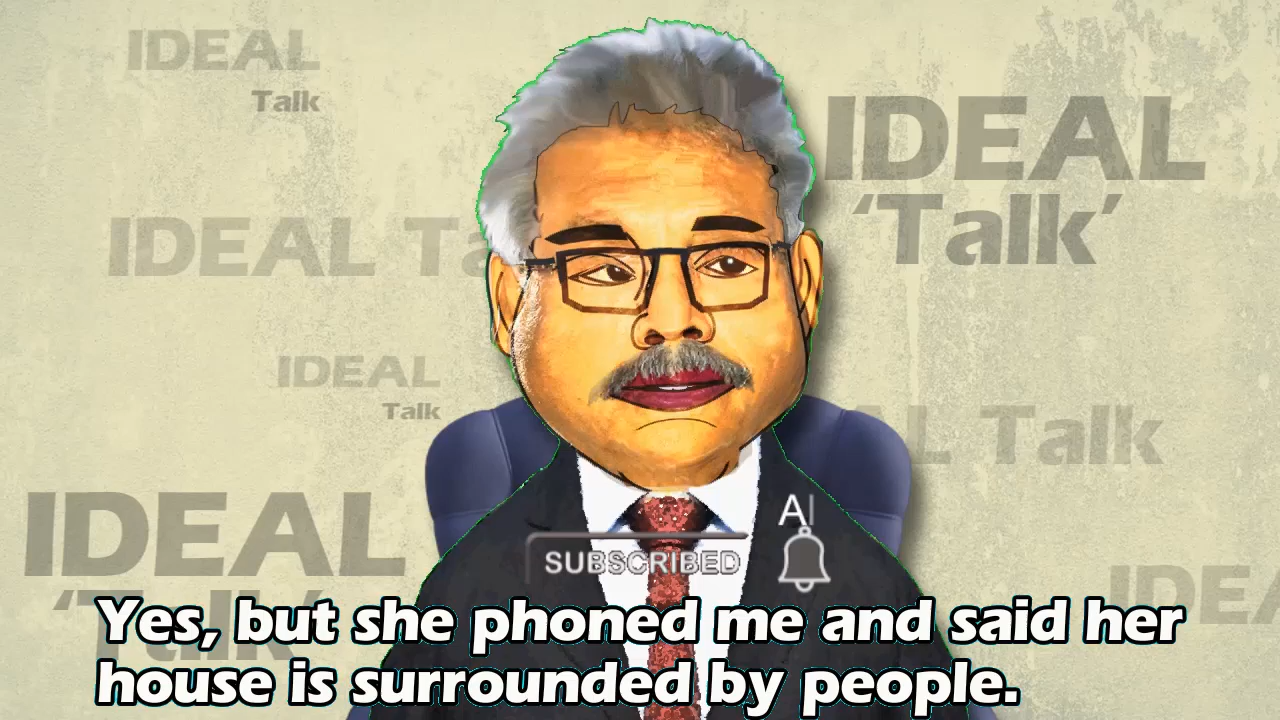 IDEAL
Talk
IDEAL
'Talk'
IDEAL Ta
IDEAL
Talk
AL Talk
IDEAL
'Talk'
AI
SUBSCRIBED
IDEA
Yes, but she phoned me and said her
house is surrounded by people.